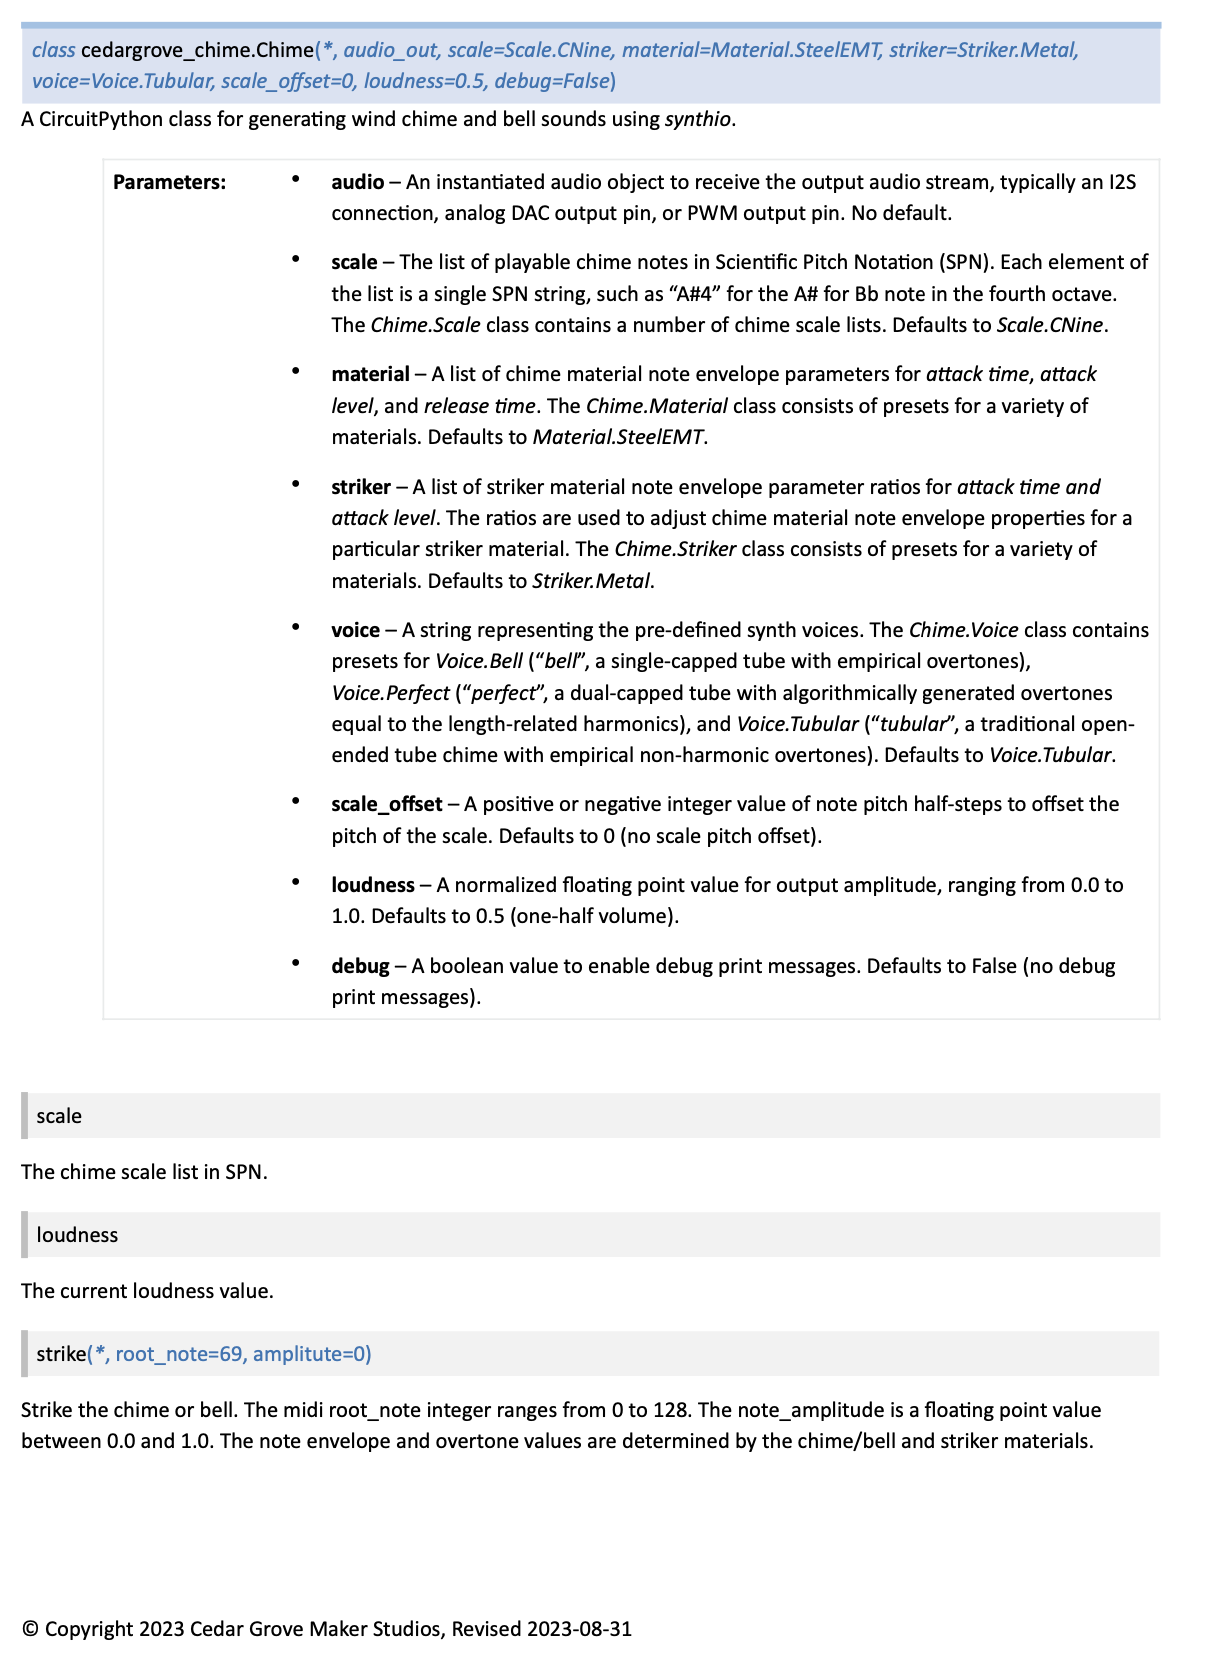 class cedargrove_chime.Chime(*, audio_out, scale=Scale.CNine, material=Material.SteelEMT, striker=Striker.Metal,
voice=Voice.Tubular, scale_offset=0, loudness=0.5, debug=False)
A CircuitPython class for generating wind chime and bell sounds using synthio.
Parameters:
• audio – An instantiated audio object to receive the output audio stream, typically an I2S
connection, analog DAC output pin, or PWM output pin. No default.
• scale – The list of playable chime notes in Scientific Pitch Notation (SPN). Each element of
the list is a single SPN string, such as “A#4” for the A# for Bb note in the fourth octave.
The Chime.Scale class contains a number of chime scale lists. Defaults to Scale.CNine.
• material – A list of chime material note envelope parameters for attack time, attack
level, and release time. The Chime.Material class consists of presets for a variety of
materials. Defaults to Material.SteelEMT.
• striker – A list of striker material note envelope parameter ratios for attack time and
attack level. The ratios are used to adjust chime material note envelope properties for a
particular striker material. The Chime.Striker class consists of presets for a variety of
materials. Defaults to Striker.Metal.
• voice – A string representing the pre-defined synth voices. The Chime.Voice class contains
presets for Voice.Bell (“bell”, a single-capped tube with empirical overtones),
Voice.Perfect (“perfect”, a dual-capped tube with algorithmically generated overtones
equal to the length-related harmonics), and Voice.Tubular (“tubular”, a traditional open-
ended tube chime with empirical non-harmonic overtones). Defaults to Voice.Tubular.
• scale_offset – A positive or negative integer value of note pitch half-steps to offset the
pitch of the scale. Defaults to 0 (no scale pitch offset).
• loudness – A normalized floating point value for output amplitude, ranging from 0.0 to
1.0. Defaults to 0.5 (one-half volume).
• debug – A boolean value to enable debug print messages. Defaults to False (no debug
print messages).
scale
The chime scale list in SPN.
loudness
The current loudness value.
strike(*, root_note=69, amplitute=0)
Strike the chime or bell. The midi root_note integer ranges from 0 to 128. The note_amplitude is a floating point value
between 0.0 and 1.0. The note envelope and overtone values are determined by the chime/bell and striker materials.
© Copyright 2023 Cedar Grove Maker Studios, Revised 2023-08-31